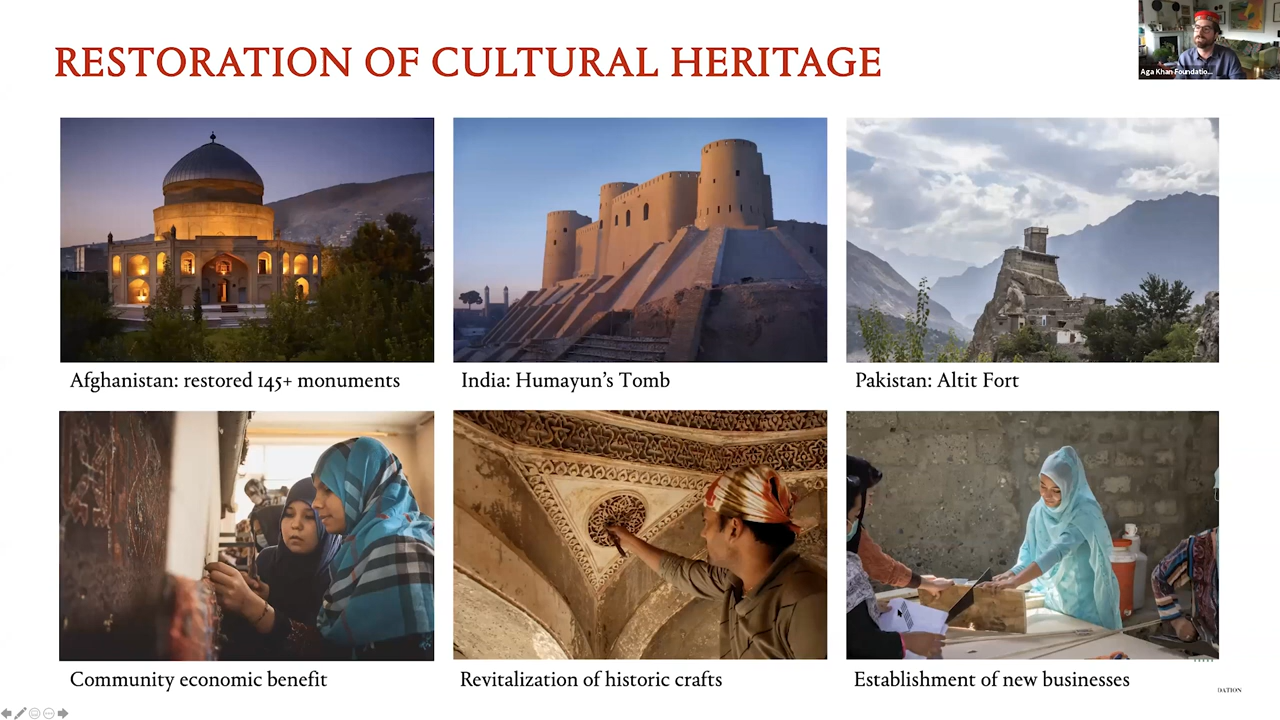 RESTORATION OF CULTURAL HERITAGE
Aga Khan Foundatio...
Afghanistan: restored 145+ monuments
India: Humayun's Tomb
Pakistan: Altit Fort
Community economic benefit
Revitalization of historic crafts
Establishment of new businesses
DATION